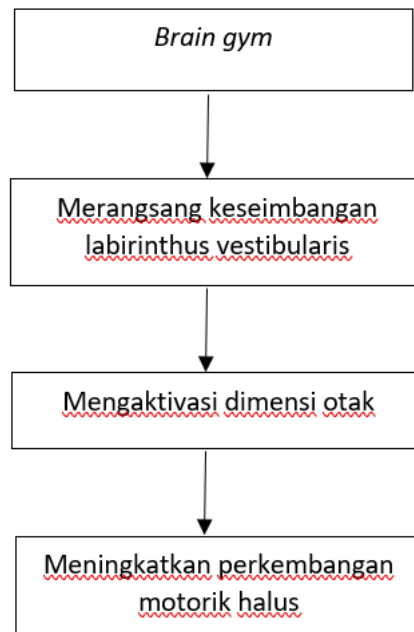 Brain gym
Merangsang keseimbangan
labirinthus vestibularis
Mengaktivasi dimensi otak
Meningkatkan perkembangan
motorik halus